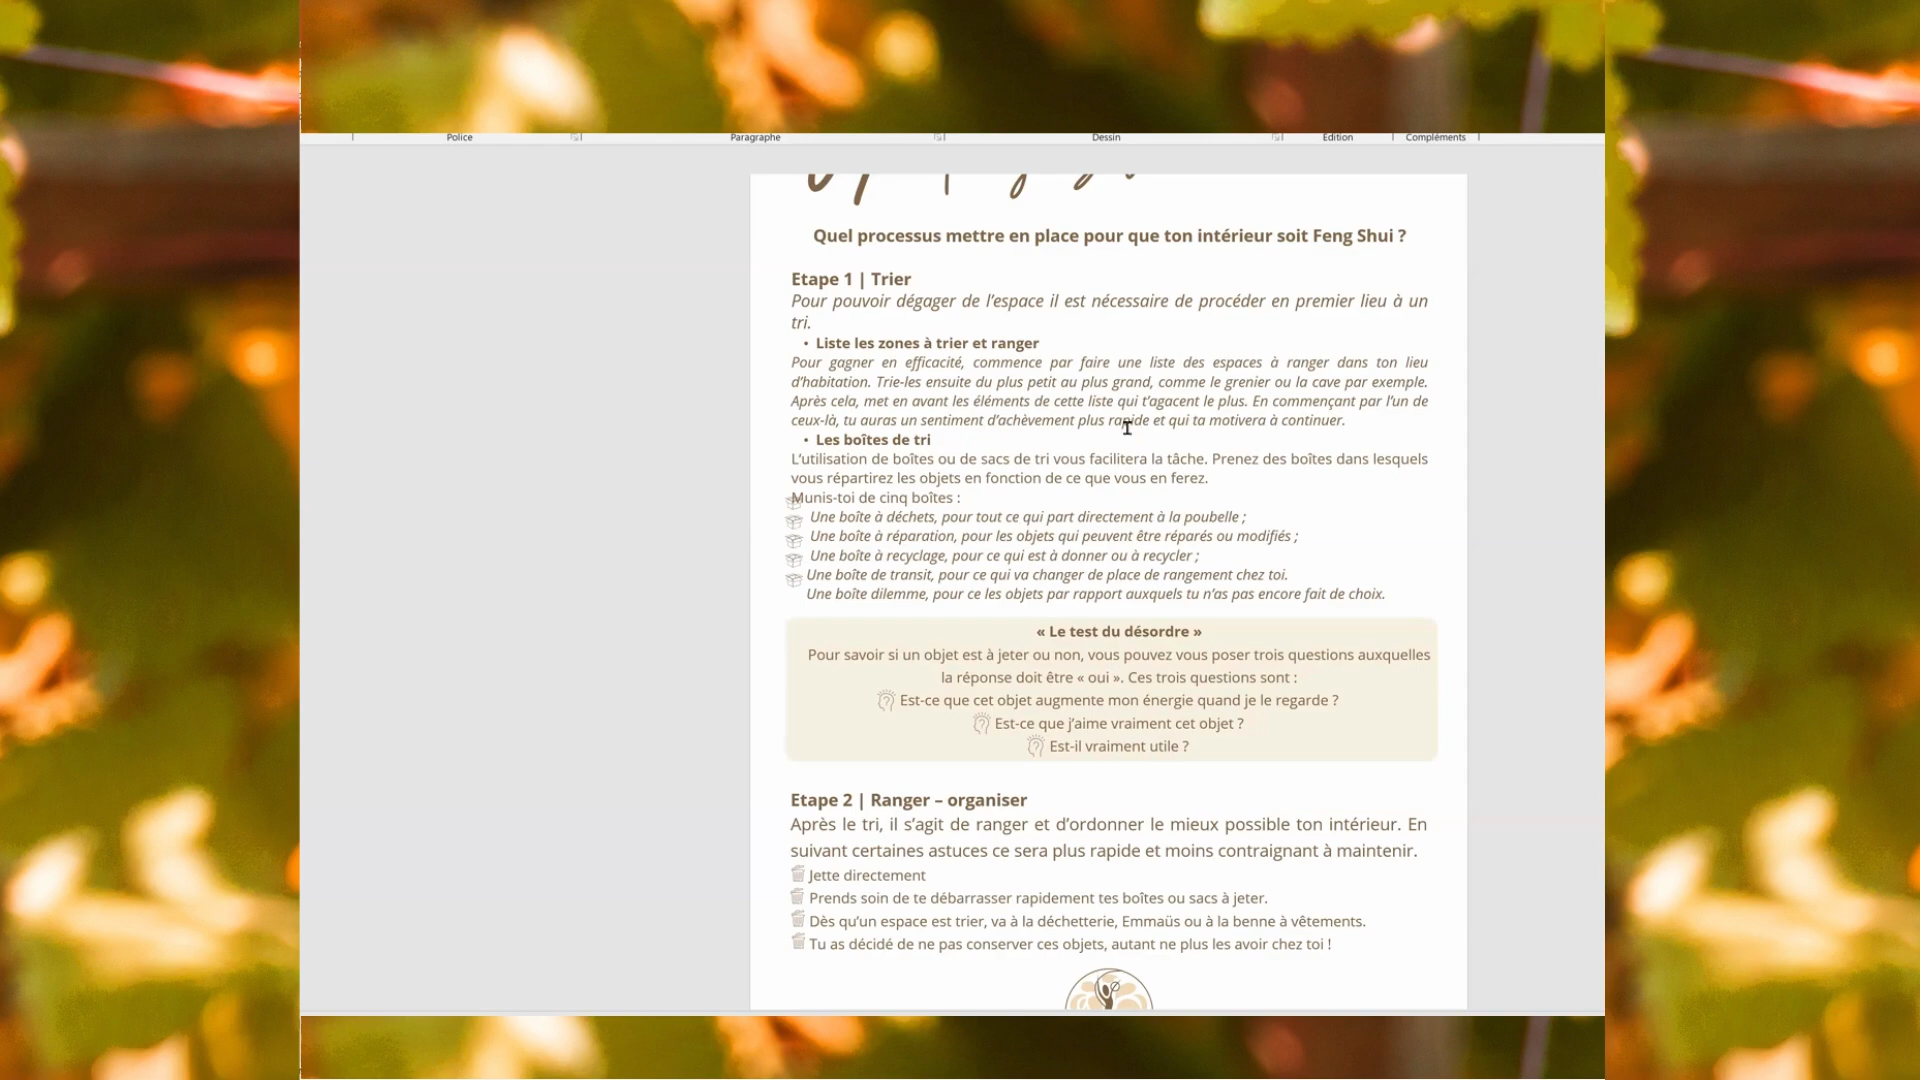 Police Paragraphe Dessin Edition Compléments
Quel processus mettre en place pour que ton intérieur soit Feng Shui ?
Etape 1 | Trier
Pour pouvoir dégager de l’espace il est nécessaire de procéder en premier lieu à un
tri.
• Liste les zones à trier et ranger
Pour gagner en efficacité, commence par faire une liste des espaces à ranger dans ton lieu
d’habitation. Trie-les ensuite du plus petit au plus grand, comme le grenier ou la cave par exemple.
Après cela, met en avant les éléments de cette liste qui t’agacent le plus. En commençant par l’un de
ceux-là, tu auras un sentiment d’achèvement plus rapide et qui ta motivera à continuer.
• Les boîtes de tri
L’utilisation de boîtes ou de sacs de tri vous facilitera la tâche. Prenez des boîtes dans lesquels
vous répartirez les objets en fonction de ce que vous en ferez.
Munis-toi de cinq boîtes :
Une boîte à déchets, pour tout ce qui part directement à la poubelle ;
Une boîte à réparation, pour les objets qui peuvent être réparés ou modifiés ;
Une boîte à recyclage, pour ce qui est à donner ou à recycler ;
Une boîte de transit, pour ce qui va changer de place de rangement chez toi.
Une boîte dilemme, pour ce les objets par rapport auxquels tu n’as pas encore fait de choix.
« Le test du désordre »
Pour savoir si un objet est à jeter ou non, vous pouvez vous poser trois questions auxquelles
la réponse doit être « oui ». Ces trois questions sont :
Est-ce que cet objet augmente mon énergie quand je le regarde ?
Est-ce que j’aime vraiment cet objet ?
Est-il vraiment utile ?
Etape 2 | Ranger – organiser
Après le tri, il s’agit de ranger et d’ordonner le mieux possible ton intérieur. En
suivant certaines astuces ce sera plus rapide et moins contraignant à maintenir.
Jette directement
Prends soin de te débarrasser rapidement tes boîtes ou sacs à jeter.
Dès qu’un espace est trier, va à la déchetterie, Emmaüs ou à la benne à vêtements.
Tu as décidé de ne pas conserver ces objets, autant ne plus les avoir chez toi !